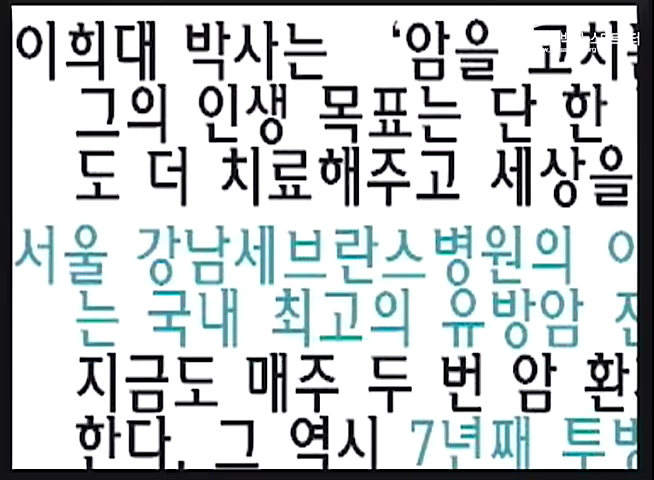 이희대 박사는 ‘암을 고치
그의 인생 목표는 단 한
도 더 치료해주고 세상을
서울 강남세브란스병원의
는 국내 최고의 유방암
지금도 매주 두 번 암 환
한다. 그 역시 7년째 투병